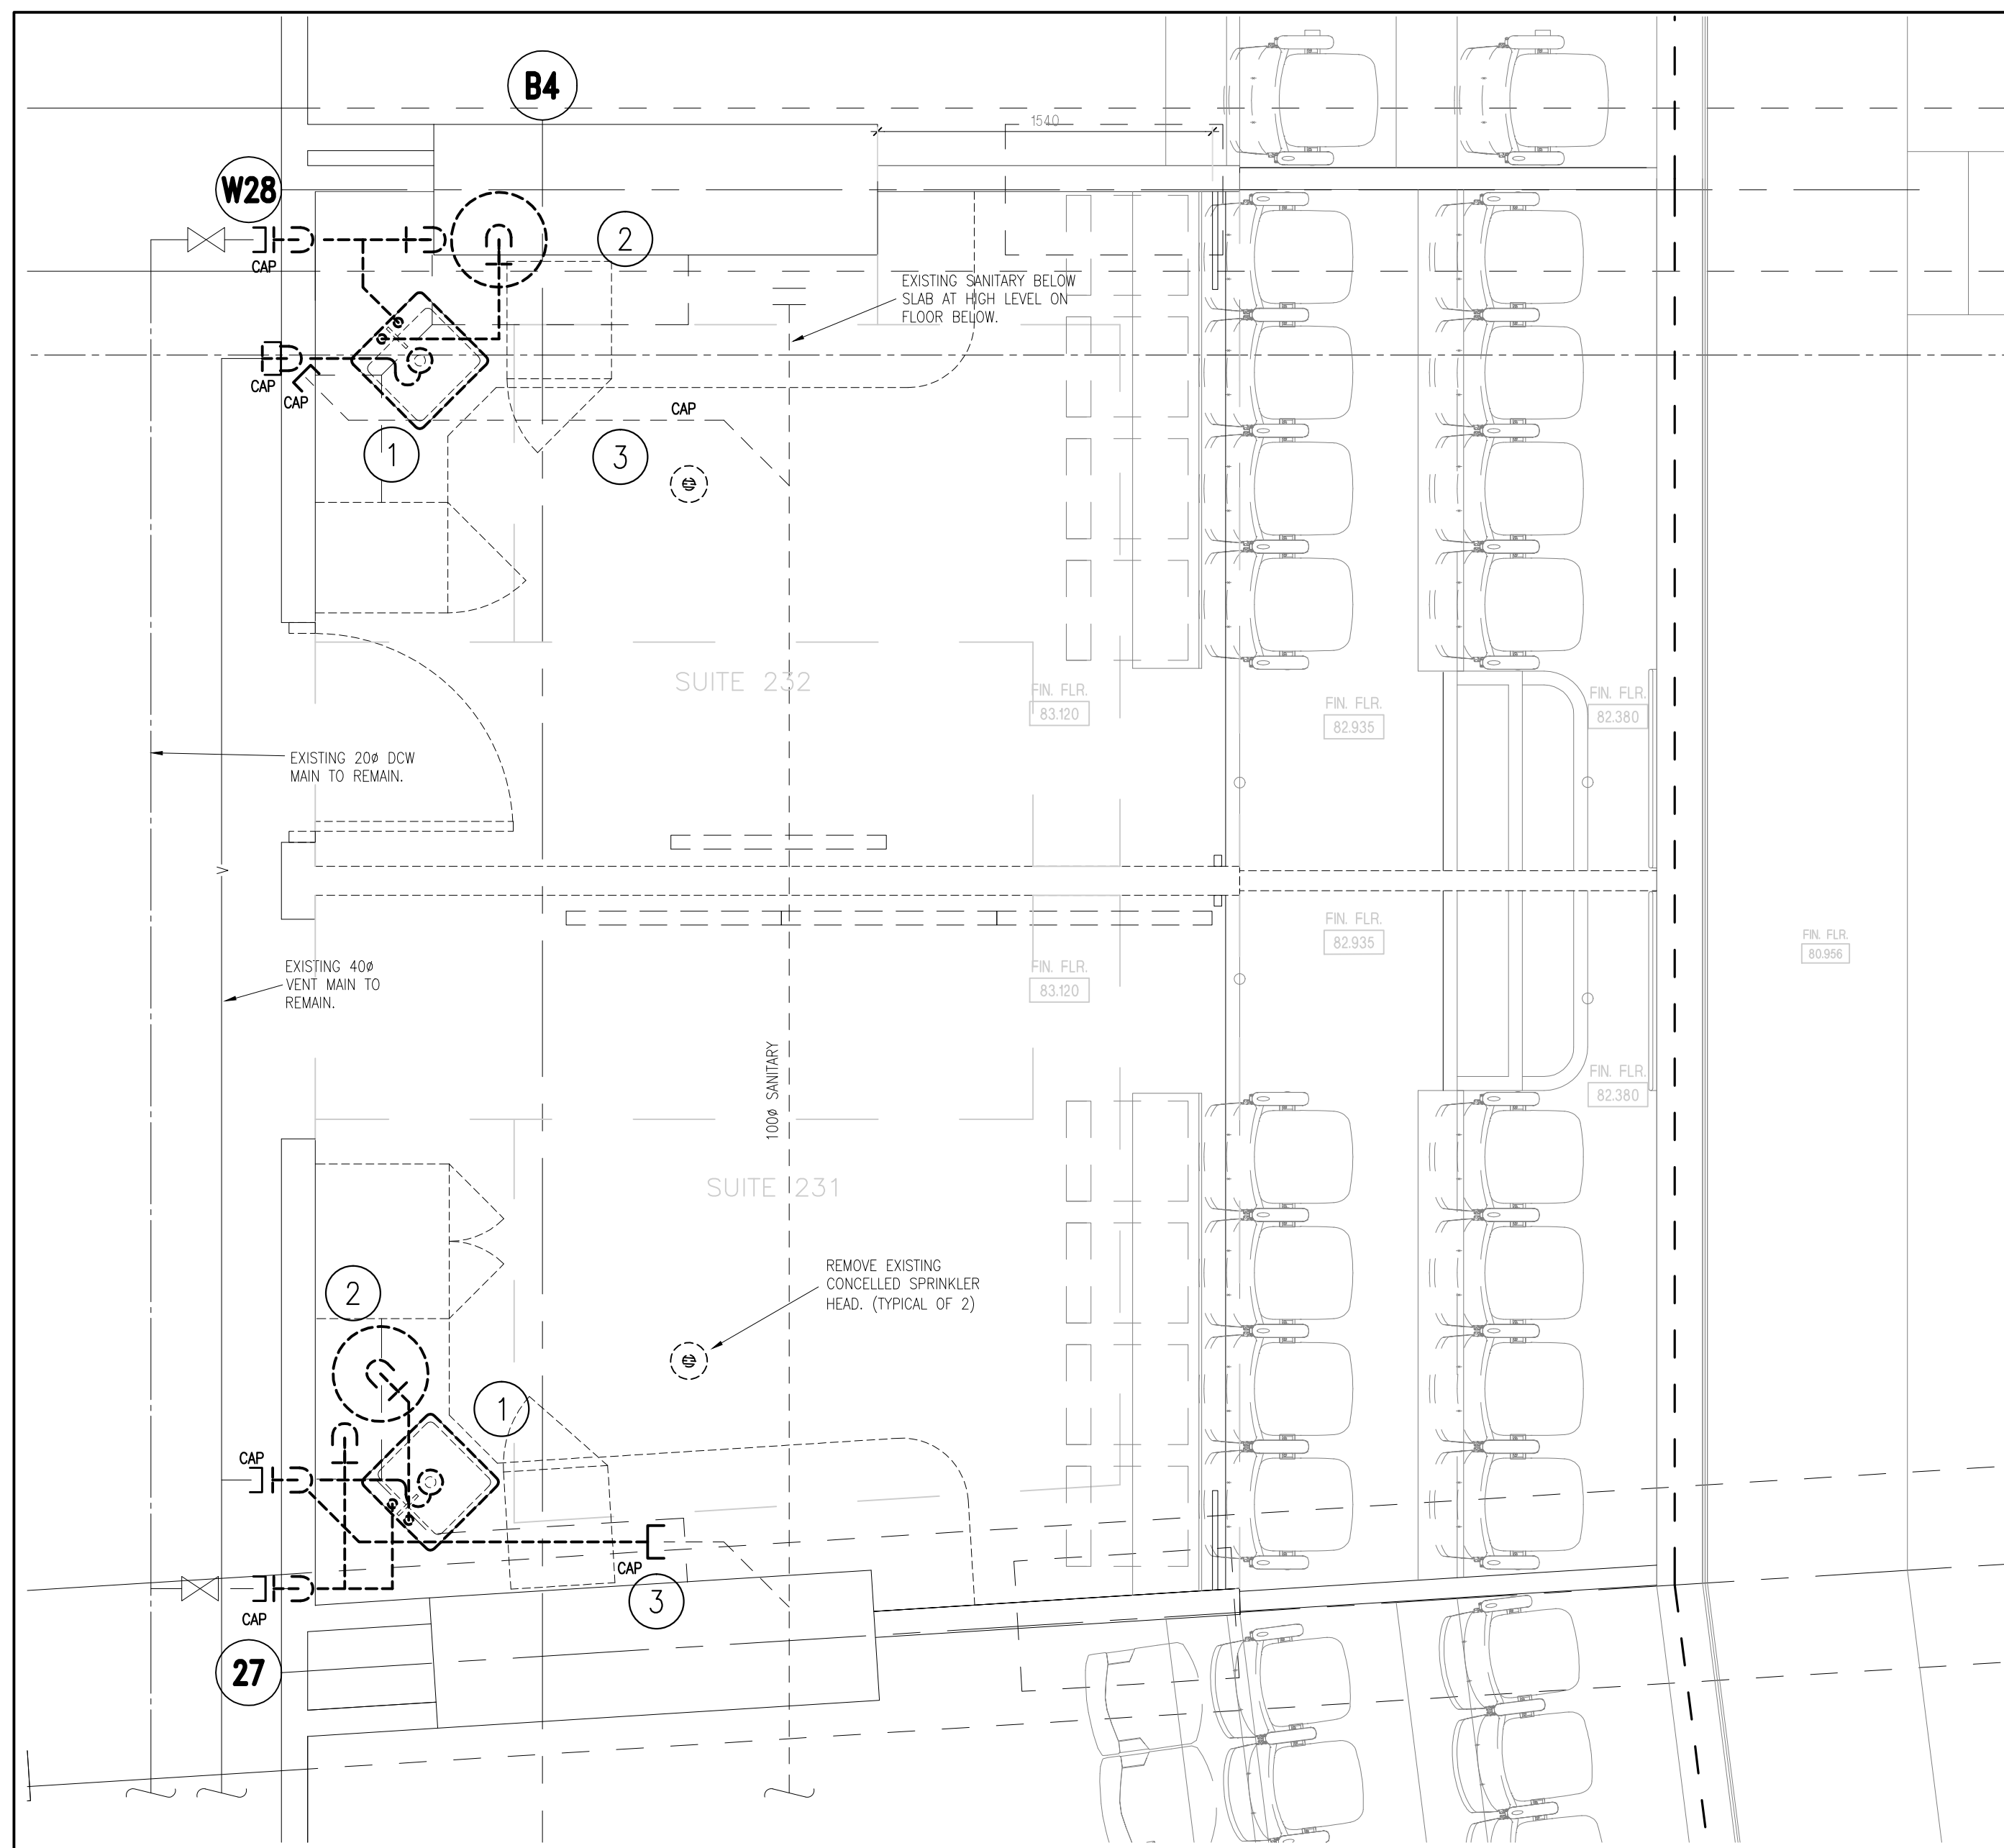 B4
1540
W28
CAP
2
EXISTING SANITARY BELOW
SLAB AT HIGH LEVEL ON
FLOOR BELOW.
CAP
CAP
CAP
1
3
SUITE 232
FIN. FLR.
83.120
FIN. FLR.
82.935
FIN. FLR.
82.380
EXISTING 20ø DCW
MAIN TO REMAIN.
V
FIN. FLR.
82.935
FIN. FLR.
80.956
EXISTING 40ø
VENT MAIN TO
REMAIN.
FIN. FLR.
83.120
100ø SANITARY
FIN. FLR.
82.380
SUITE 231
REMOVE EXISTING
CONCELLED SPRINKLER
HEAD. (TYPICAL OF 2)
2
1
CAP
CAP
3
CAP
27